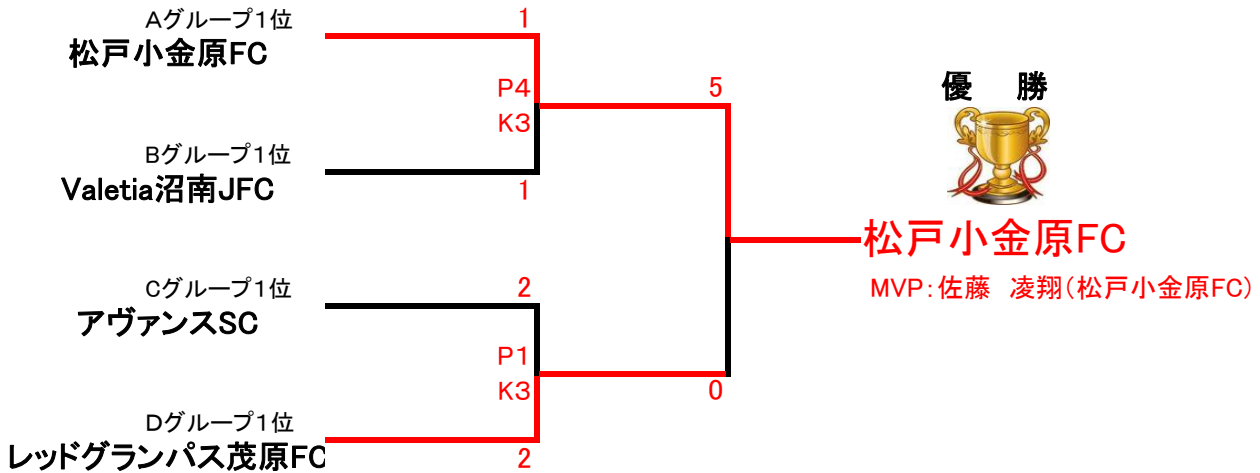 Aグループ1位
1
松戸小金原FC
P4
5
優 勝
K3
Bグループ1位
Valetia沼南JFC
1
松戸小金原FC
MVP:佐藤 凌翔(松戸小金原FC)
Cグループ1位
2
アヴァンスSC
P1
K3
0
Dグループ1位
レッドグランパス茂原FC
2